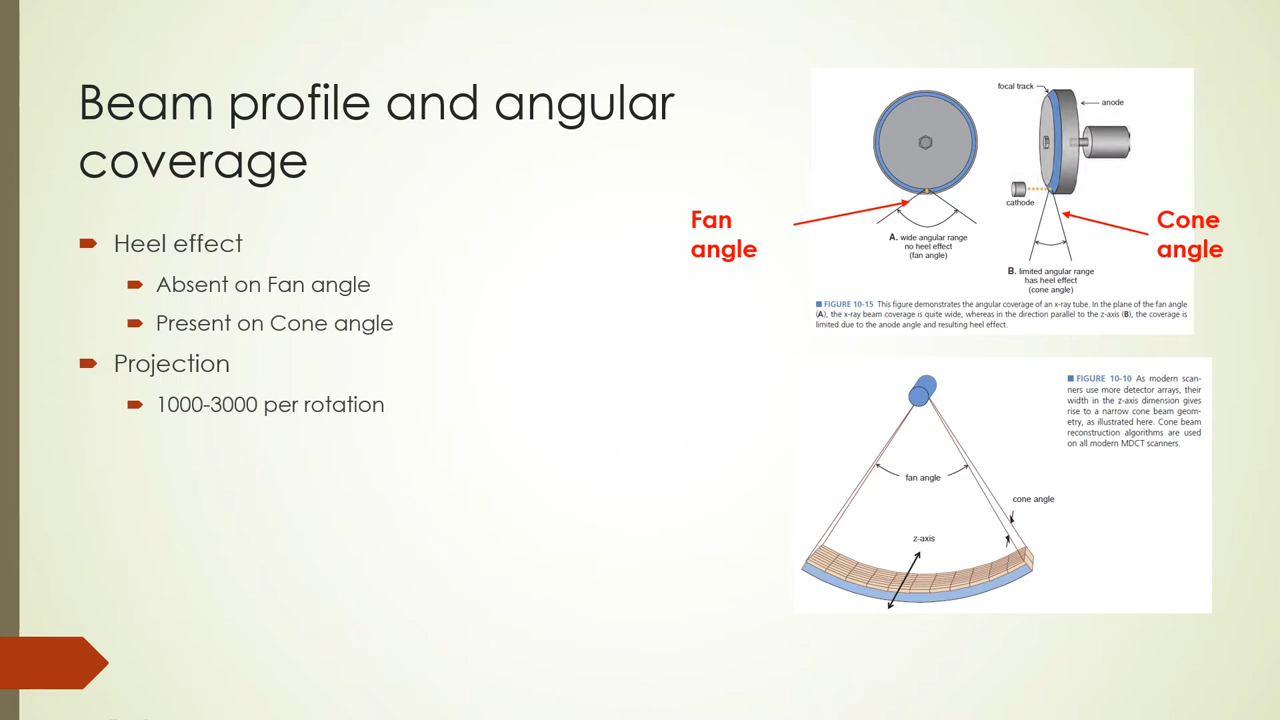 Beam profile and angular
coverage
Heel effect
Absent on Fan angle
Present on Cone angle
Projection
1000-3000 per rotation
focal track
anode
cathode
Fan
angle
Cone
angle
A. wide angular range
no heel effect
(fan angle)
B. limited angular range
has heel effect
(cone angle)
FIGURE 10-15 This figure demonstrates the angular coverage of an x-ray tube. In the plane of the fan angle
(A), the x-ray beam coverage is quite wide, whereas in the direction parallel to the z-axis (B), the coverage is
limited due to the anode angle and resulting heel effect.
FIGURE 10-10 As modern scan-
ners use more detector arrays, their
width in the z-axis dimension gives
rise to a narrow cone beam geom-
etry, as illustrated here. Cone beam
reconstruction algorithms are used
on all modern MDCT scanners.
fan angle
cone angle
z-axis